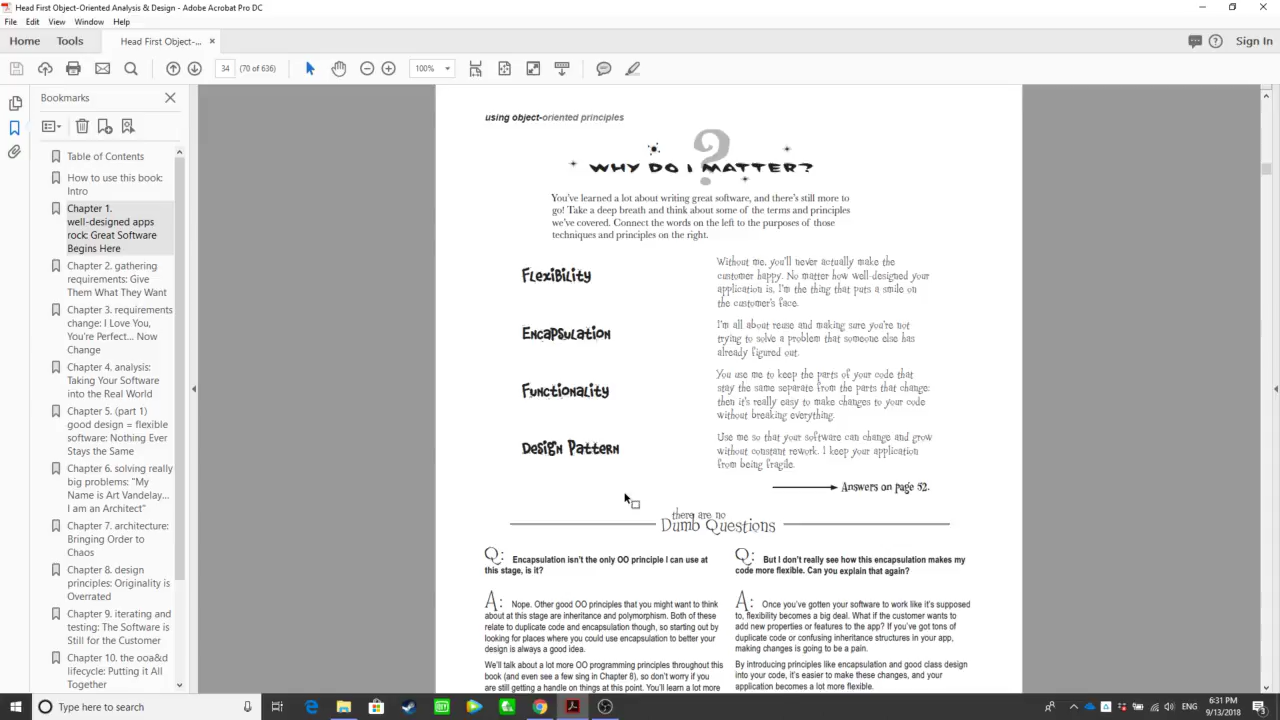 Head First Object-Oriented Analysis & Design - Adobe Acrobat Pro DC
File Edit View Window Help
Home Tools Head First Object-... × Sign In
34 (70 of 636) 100%
Bookmarks
Table of Contents
How to use this book:
Intro
Chapter 1.
well-designed apps
rock: Great Software
Begins Here
Chapter 2. gathering
requirements: Give
Them What They Want
Chapter 3. requirements
change: I Love You,
You're Perfect... Now
Change
Chapter 4. analysis:
Taking Your Software
into the Real World
Chapter 5. (part 1)
good design = flexible
software: Nothing Ever
Stays the Same
Chapter 6. solving really
big problems: "My
Name is Art Vandelay...
I am an Architect"
Chapter 7. architecture:
Bringing Order to
Chaos
Chapter 8. design
principles: Originality is
Overrated
Chapter 9. iterating and
testing: The Software is
Still for the Customer
Chapter 10. the ooa&d
lifecycle: Putting it All
Together
using object-oriented principles
?
WHY DO I MATTER?
You've learned a lot about writing great software, and there's still more to
go! Take a deep breath and think about some of the terms and principles
we've covered. Connect the words on the left to the purposes of those
techniques and principles on the right.
Flexibility
Encapsulation
Functionality
Design Pattern
Without me, you'll never actually make the
customer happy. No matter how well-designed your
application is, I'm the thing that puts a smile on
the customer's face.
I'm all about reuse and making sure you're not
trying to solve a problem that someone else has
already figured out.
You use me to keep the parts of your code that
stay the same separate from the parts that change;
then it's really easy to make changes to your code
without breaking everything.
Use me so that your software can change and grow
without constant rework. I keep your application
from being fragile.
Answers on page 52.
there are no
Dumb Questions
Q: Encapsulation isn't the only OO principle I can use at
this stage, is it?
A: Nope. Other good OO principles that you might want to think
about at this stage are inheritance and polymorphism. Both of these
relate to duplicate code and encapsulation though, so starting out by
looking for places where you could use encapsulation to better your
design is always a good idea.
We'll talk about a lot more OO programming principles throughout this
book (and even see a few sing in Chapter 8), so don't worry if you
are still getting a handle on things at this point. You'll learn a lot more
Q: But I don't really see how this encapsulation makes my
code more flexible. Can you explain that again?
A: Once you've gotten your software to work like it's supposed
to, flexibility becomes a big deal. What if the customer wants to
add new properties or features to the app? If you've got tons of
duplicate code or confusing inheritance structures in your app,
making changes is going to be a pain.
By introducing principles like encapsulation and good class design
into your code, it's easier to make these changes, and your
application becomes a lot more flexible.
Type here to search
6:31 PM
9/13/2018